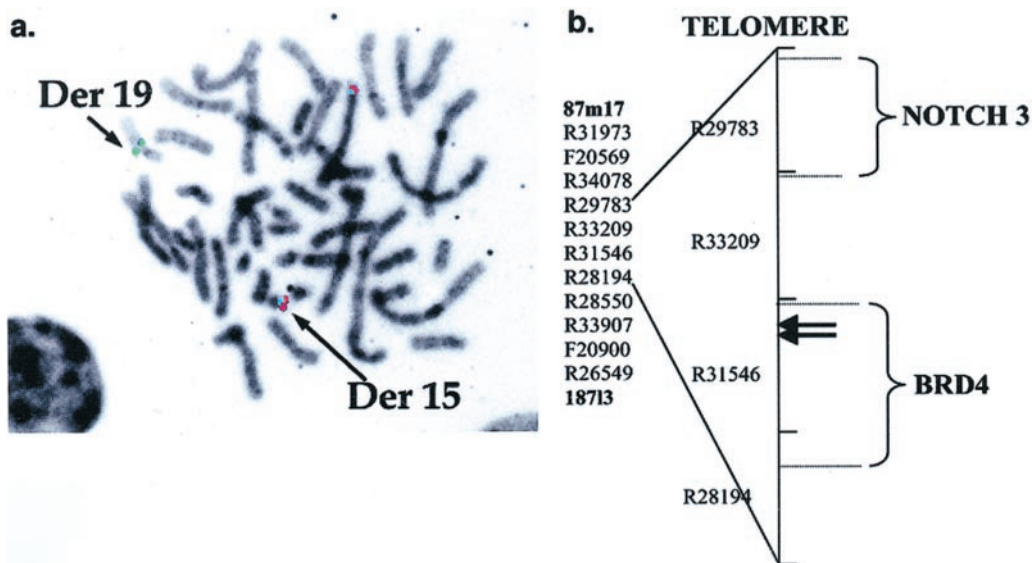 a.
Der 19
Der 15
b.
TELOMERE
87m17
R31973
F20569
R34078
R29783
R33209
R31546
R28194
R28550
R33907
F20900
R26549
187l3
R29783
R33209
R31546
R28194
NOTCH 3
BRD4